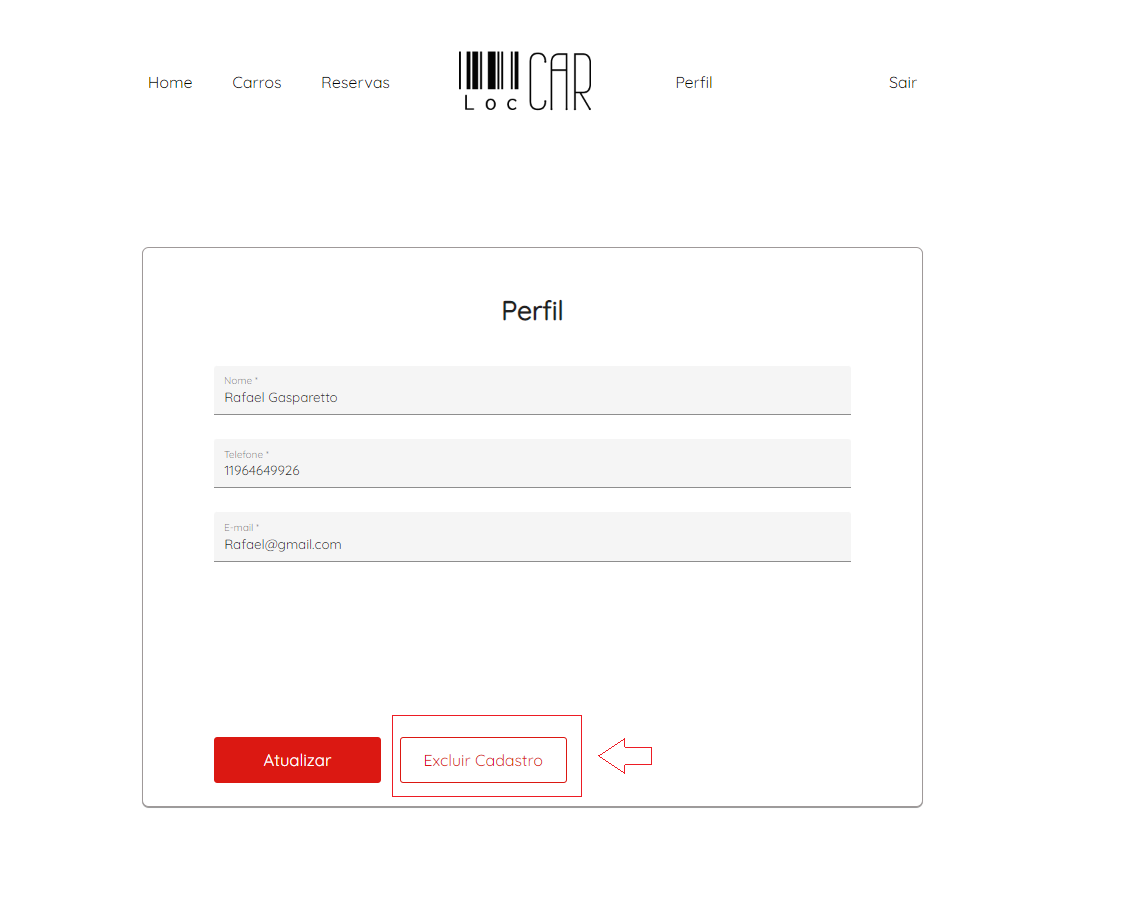 Home Carros Reservas Loc CAR Perfil Sair
Perfil
Nome *
Rafael Gasparetto
Telefone *
11964649926
E-mail *
Rafael@gmail.com
Atualizar Excluir Cadastro